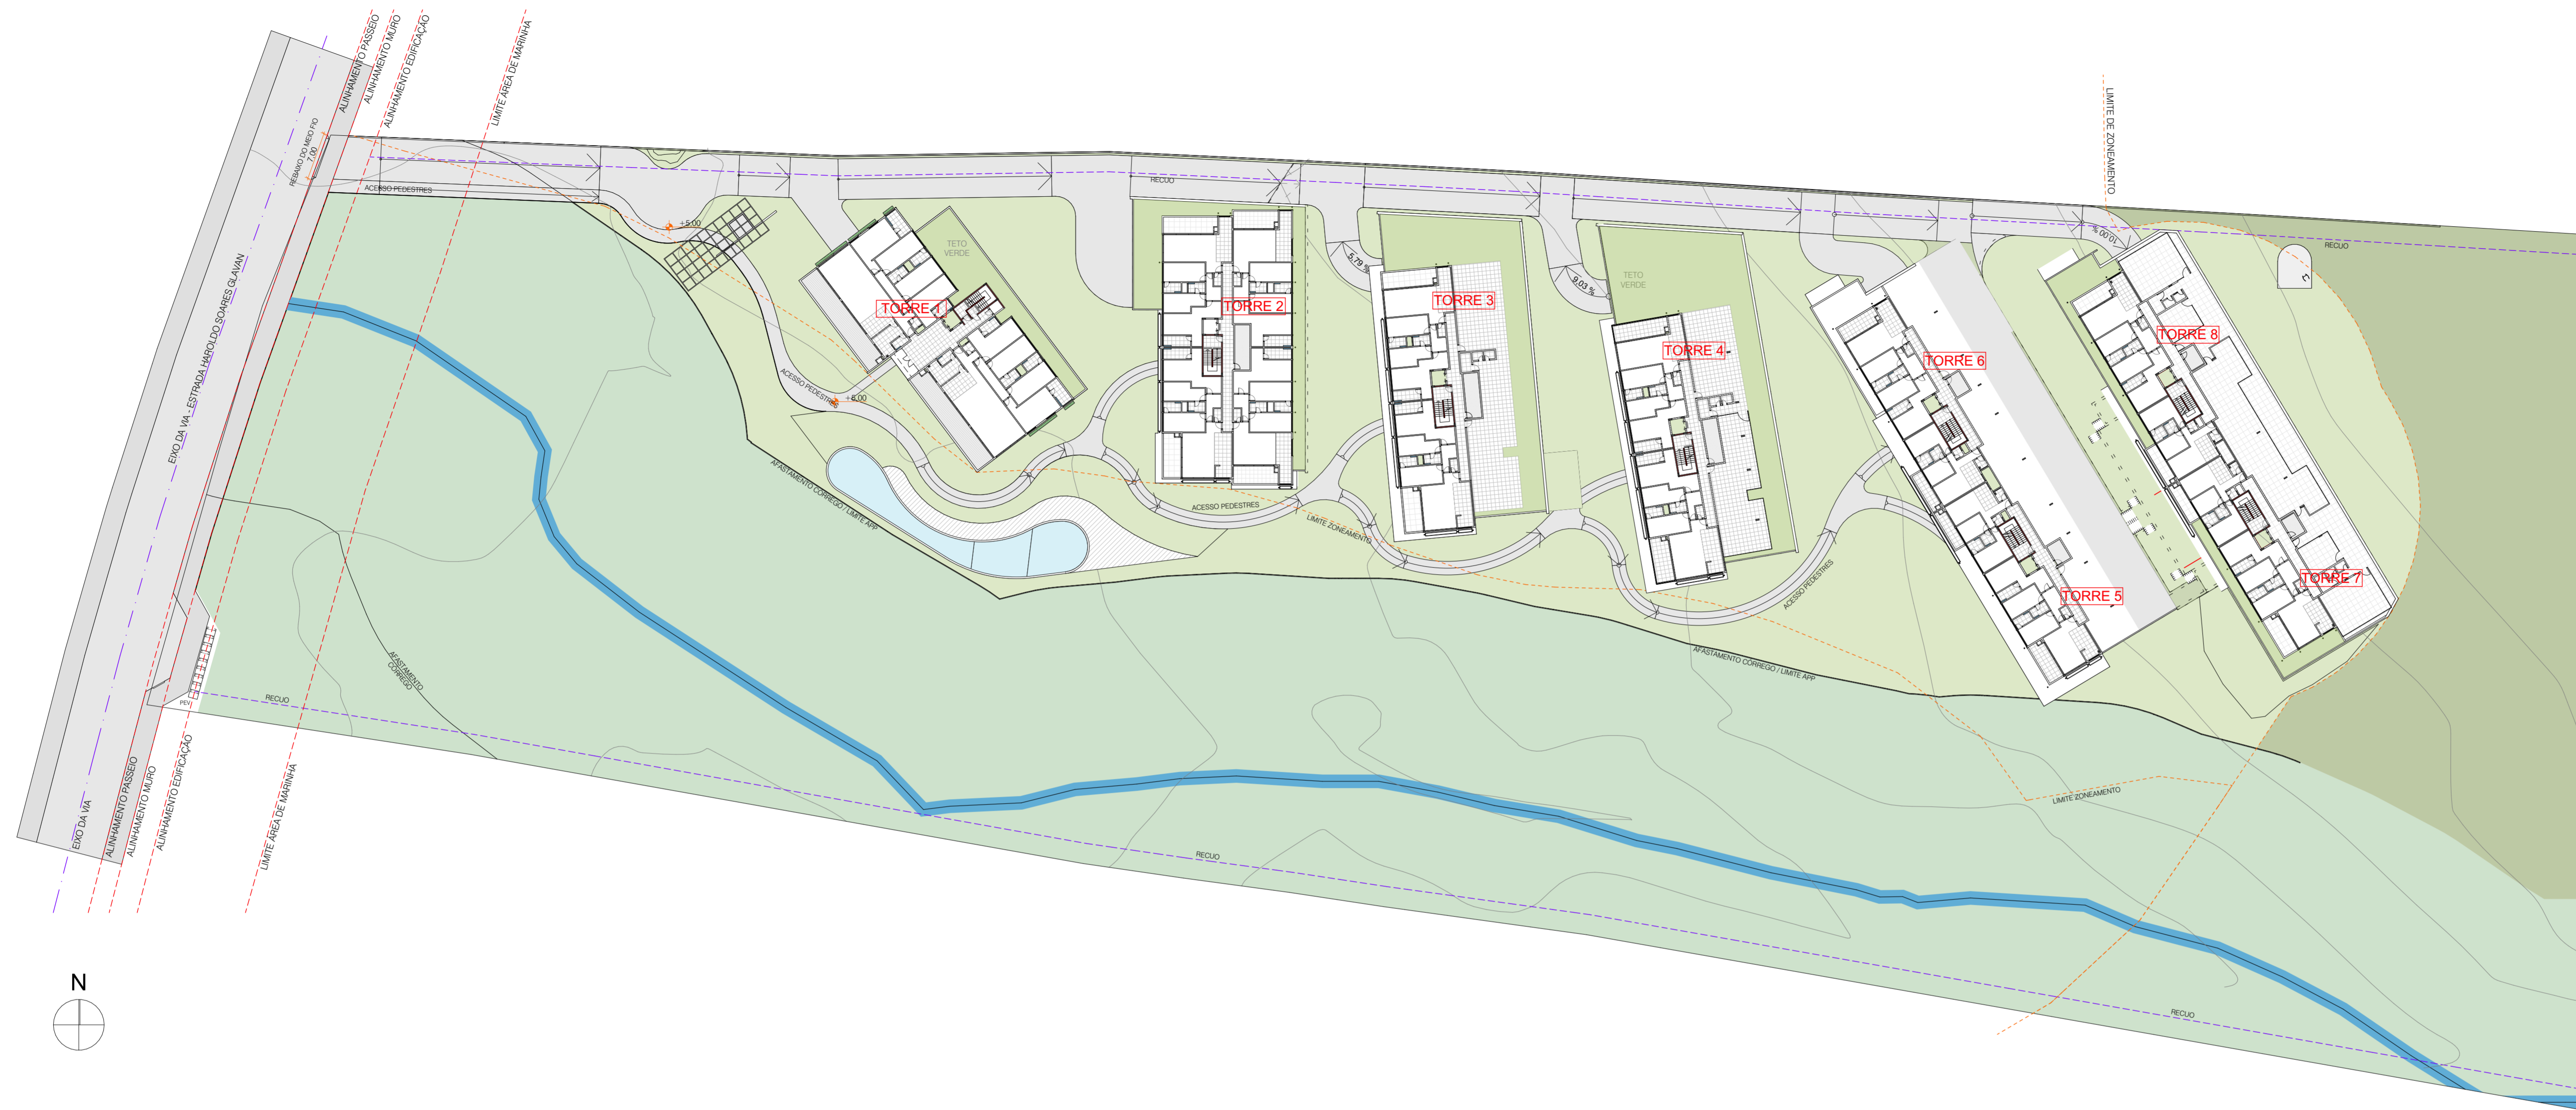 ALINHAMENTO PASSEIO
ALINHAMENTO MURO
ALINHAMENTO EDIFICAÇÃO
LIMITE ÁREA DE MARINHA
LIMITE DE ZONEAMENTO
REBAIXO DO MEIO FIO
7,00
ACESSO PEDESTRES
RECUO
+5,00
10,00 %
RECUO
TETO
VERDE
EIXO DA VIA - ESTRADA HAROLDO SOARES GLAVAN
5,79 %
9,03 %
TETO
VERDE
TORRE 1
TORRE 2
TORRE 3
TORRE 4
TORRE 6
TORRE 8
ACESSO PEDESTRES
+6,00
AFASTAMENTO CÓRREGO / LIMITE APP
ACESSO PEDESTRES
LIMITE ZONEAMENTO
ACESSO PEDESTRES
TORRE 5
TORRE 7
AFASTAMENTO
CÓRREGO
AFASTAMENTO CÓRREGO / LIMITE APP
RECUO
PEV
LIMITE ZONEAMENTO
EIXO DA VIA
ALINHAMENTO PASSEIO
ALINHAMENTO MURO
ALINHAMENTO EDIFICAÇÃO
LIMITE ÁREA DE MARINHA
RECUO
RECUO
N